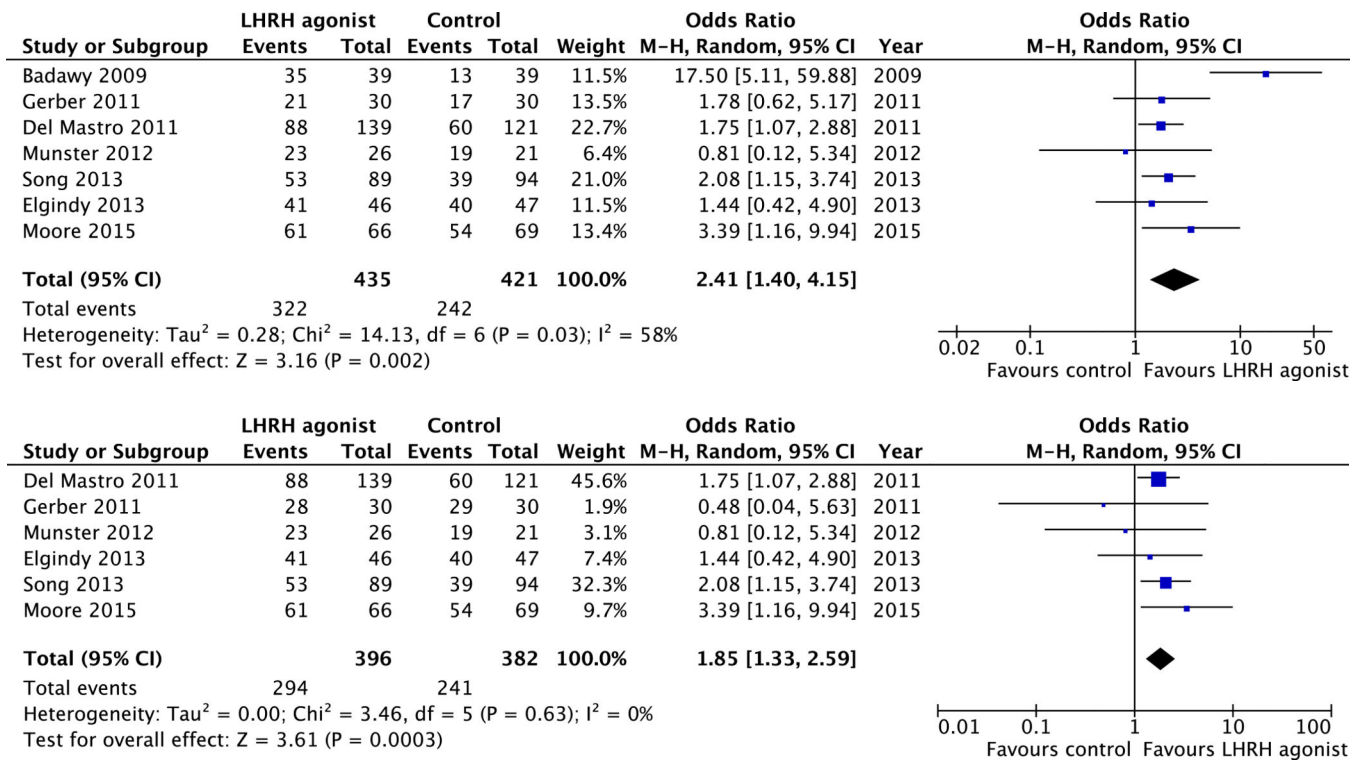 LHRH agonist Control Odds Ratio Odds Ratio
Study or Subgroup Events Total Events Total Weight M-H, Random, 95% CI Year M-H, Random, 95% CI
Badawy 2009 35 39 13 39 11.5% 17.50 [5.11, 59.88] 2009
Gerber 2011 21 30 17 30 13.5% 1.78 [0.62, 5.17] 2011
Del Mastro 2011 88 139 60 121 22.7% 1.75 [1.07, 2.88] 2011
Munster 2012 23 26 19 21 6.4% 0.81 [0.12, 5.34] 2012
Song 2013 53 89 39 94 21.0% 2.08 [1.15, 3.74] 2013
Elgindy 2013 41 46 40 47 11.5% 1.44 [0.42, 4.90] 2013
Moore 2015 61 66 54 69 13.4% 3.39 [1.16, 9.94] 2015
Total (95% CI) 435 421 100.0% 2.41 [1.40, 4.15]
Total events 322 242
Heterogeneity: Tau² = 0.28; Chi² = 14.13, df = 6 (P = 0.03); I² = 58%
Test for overall effect: Z = 3.16 (P = 0.002)
0.02 0.1 1 10 50
Favours control Favours LHRH agonist
LHRH agonist Control Odds Ratio Odds Ratio
Study or Subgroup Events Total Events Total Weight M-H, Random, 95% CI Year M-H, Random, 95% CI
Del Mastro 2011 88 139 60 121 45.6% 1.75 [1.07, 2.88] 2011
Gerber 2011 28 30 29 30 1.9% 0.48 [0.04, 5.63] 2011
Munster 2012 23 26 19 21 3.1% 0.81 [0.12, 5.34] 2012
Elgindy 2013 41 46 40 47 7.4% 1.44 [0.42, 4.90] 2013
Song 2013 53 89 39 94 32.3% 2.08 [1.15, 3.74] 2013
Moore 2015 61 66 54 69 9.7% 3.39 [1.16, 9.94] 2015
Total (95% CI) 396 382 100.0% 1.85 [1.33, 2.59]
Total events 294 241
Heterogeneity: Tau² = 0.00; Chi² = 3.46, df = 5 (P = 0.63); I² = 0%
Test for overall effect: Z = 3.61 (P = 0.0003)
0.01 0.1 1 10 100
Favours control Favours LHRH agonist